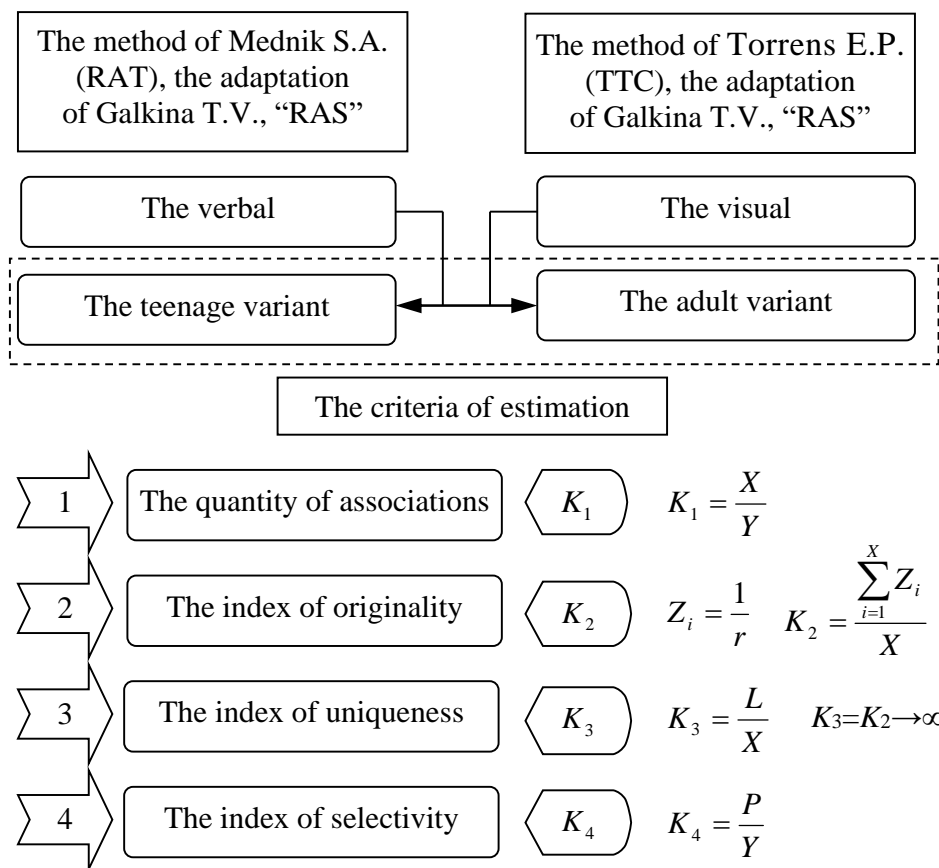 The method of Mednik S.A.
(RAT), the adaptation
of Galkina T.V., “RAS”
The method of Torrens E.P.
(TTC), the adaptation
of Galkina T.V., “RAS”
The verbal
The visual
The teenage variant
The adult variant
The criteria of estimation
1
The quantity of associations
K₁
K₁ = X/Y
2
The index of originality
K₂
Zᵢ = 1/r
K₂ = (∑_{i=1}^{X} Zᵢ)/X
3
The index of uniqueness
K₃
K₃ = L/X
K₃=K₂→∞
4
The index of selectivity
K₄
K₄ = P/Y